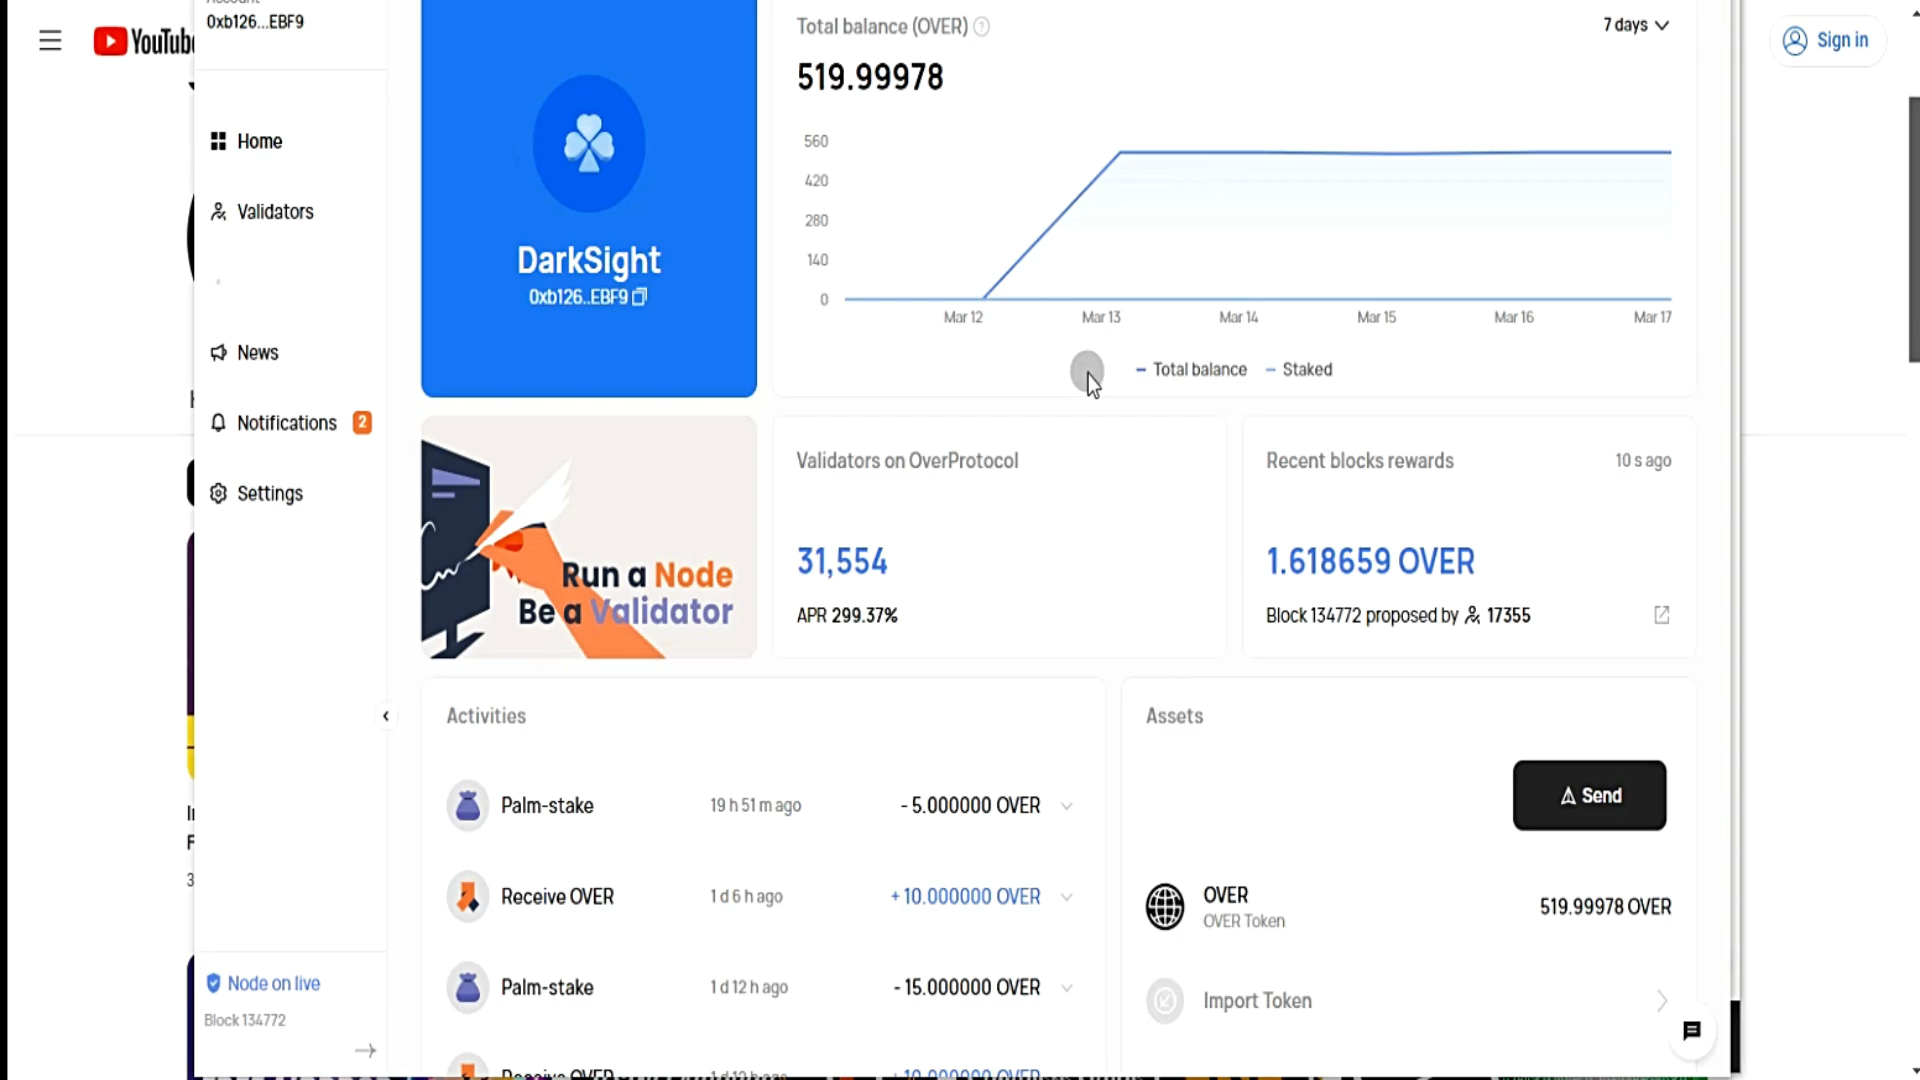 0xb126...EBF9
YouTube
Sign in
Home
Validators
News
Notifications 2
Settings
Node on live
Block 134772
DarkSight
0xb126..EBF9
Total balance (OVER)
7 days
519.99978
560
420
280
140
0
Mar 12 Mar 13 Mar 14 Mar 15 Mar 16 Mar 17
Total balance Staked
Run a Node
Be a Validator
Validators on OverProtocol
31,554
APR 299.37%
Recent blocks rewards 10 s ago
1.618659 OVER
Block 134772 proposed by 17355
Activities
Palm-stake 19 h 51 m ago - 5.000000 OVER
Receive OVER 1 d 6 h ago + 10.000000 OVER
Palm-stake 1 d 12 h ago - 15.000000 OVER
Assets
Send
OVER
OVER Token
519.99978 OVER
Import Token